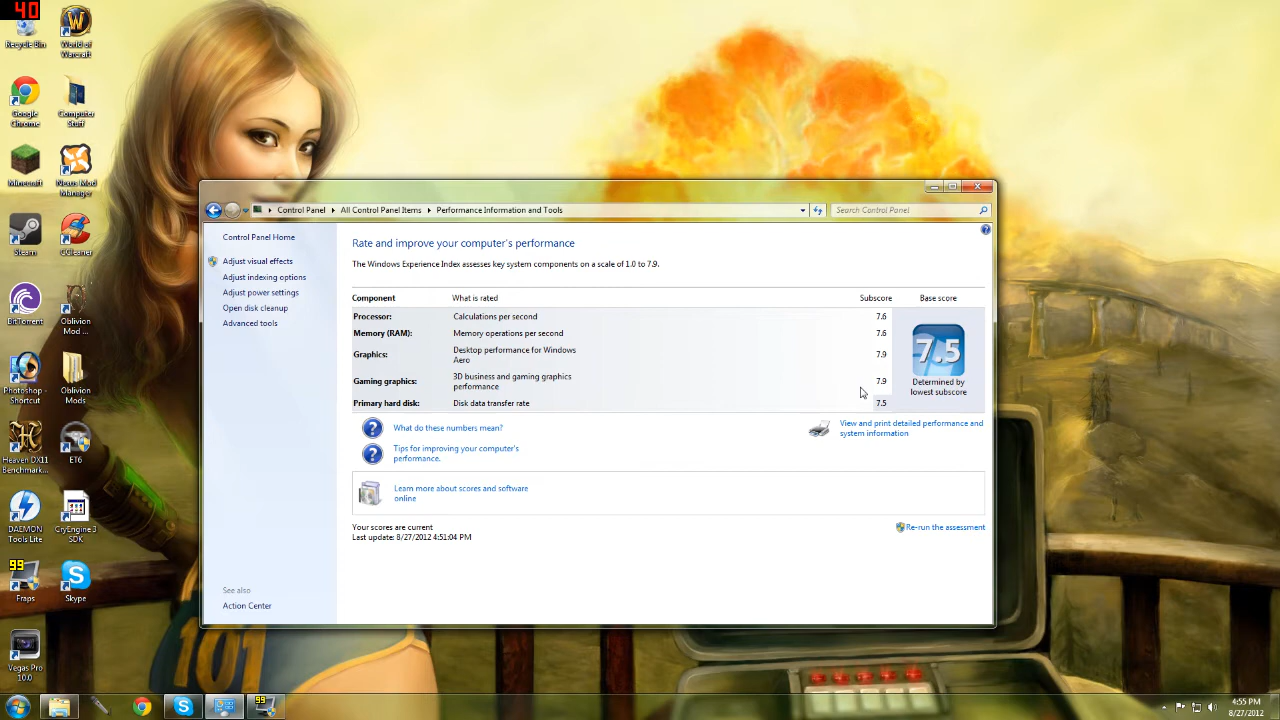 40
Recycle Bin
World of
Warcraft
Google
Chrome
Computer
Stuff
Minecraft
Nexus Mod
Manager
Steam
CCleaner
BitTorrent
Oblivion
Mod ...
Photoshop -
Shortcut
Oblivion
Mods
Heaven DX11
Benchmark...
ET6
DAEMON
Tools Lite
CryEngine 3
SDK
99
Fraps
Skype
Vegas Pro
10.0
Control Panel
All Control Panel Items
Performance Information and Tools
Search Control Panel
Control Panel Home
Adjust visual effects
Adjust indexing options
Adjust power settings
Open disk cleanup
Advanced tools
See also
Action Center
Rate and improve your computer's performance
The Windows Experience Index assesses key system components on a scale of 1.0 to 7.9.
Component What is rated Subscore Base score
Processor: Calculations per second 7.6
Memory (RAM): Memory operations per second 7.6
Graphics: Desktop performance for Windows
Aero 7.9
Gaming graphics: 3D business and gaming graphics
performance 7.9
Primary hard disk: Disk data transfer rate 7.5
7.5
Determined by
lowest subscore
What do these numbers mean?
Tips for improving your computer's
performance.
View and print detailed performance and
system information
Learn more about scores and software
online
Your scores are current
Last update: 8/27/2012 4:51:04 PM
Re-run the assessment
101
99
4:55 PM
8/27/2012